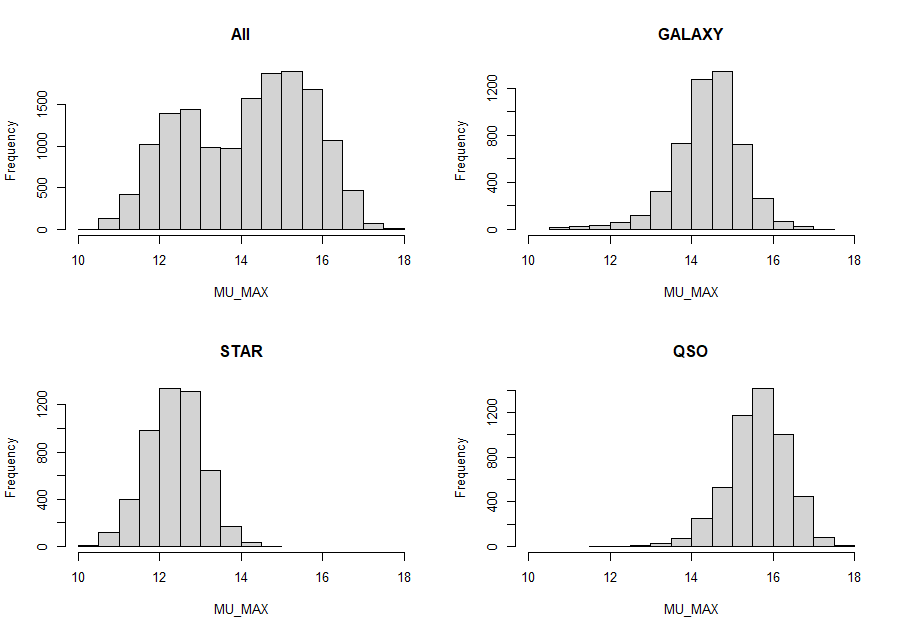 All
Frequency
0 500 1000 1500
10 12 14 16 18
MU_MAX
GALAXY
Frequency
0 400 800 1200
10 12 14 16 18
MU_MAX
STAR
Frequency
0 400 800 1200
10 12 14 16 18
MU_MAX
QSO
Frequency
0 400 800 1200
10 12 14 16 18
MU_MAX